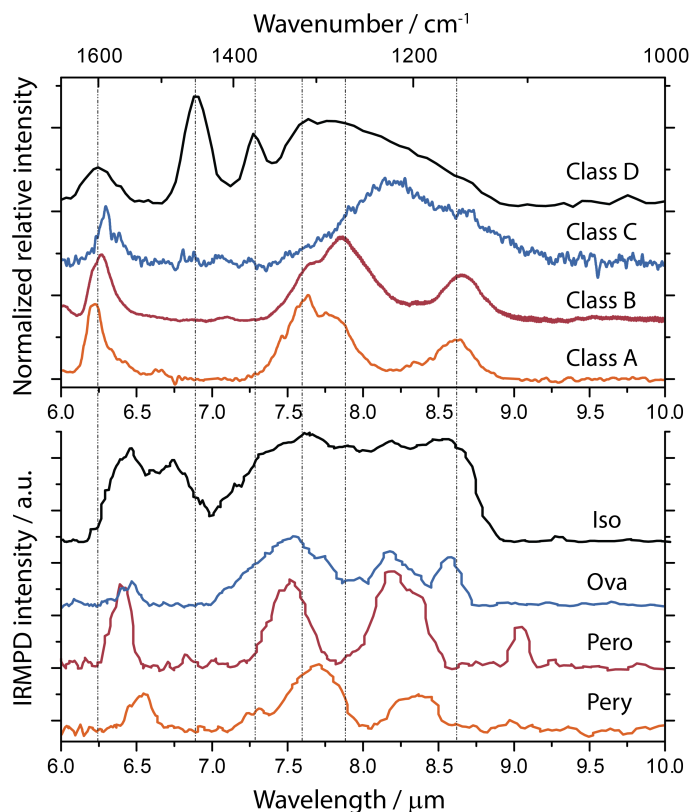 Wavenumber / cm-1
1600 1400 1200 1000
Normalized relative intensity
Class D
Class C
Class B
Class A
6.0 6.5 7.0 7.5 8.0 8.5 9.0 9.5 10.0
IRMPD intensity / a.u.
Iso
Ova
Pero
Pery
6.0 6.5 7.0 7.5 8.0 8.5 9.0 9.5 10.0
Wavelength / μm